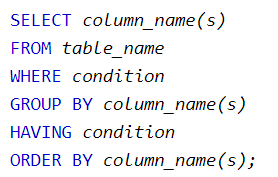 SELECT column_name(s)
FROM table_name
WHERE condition
GROUP BY column_name(s)
HAVING condition
ORDER BY column_name(s);